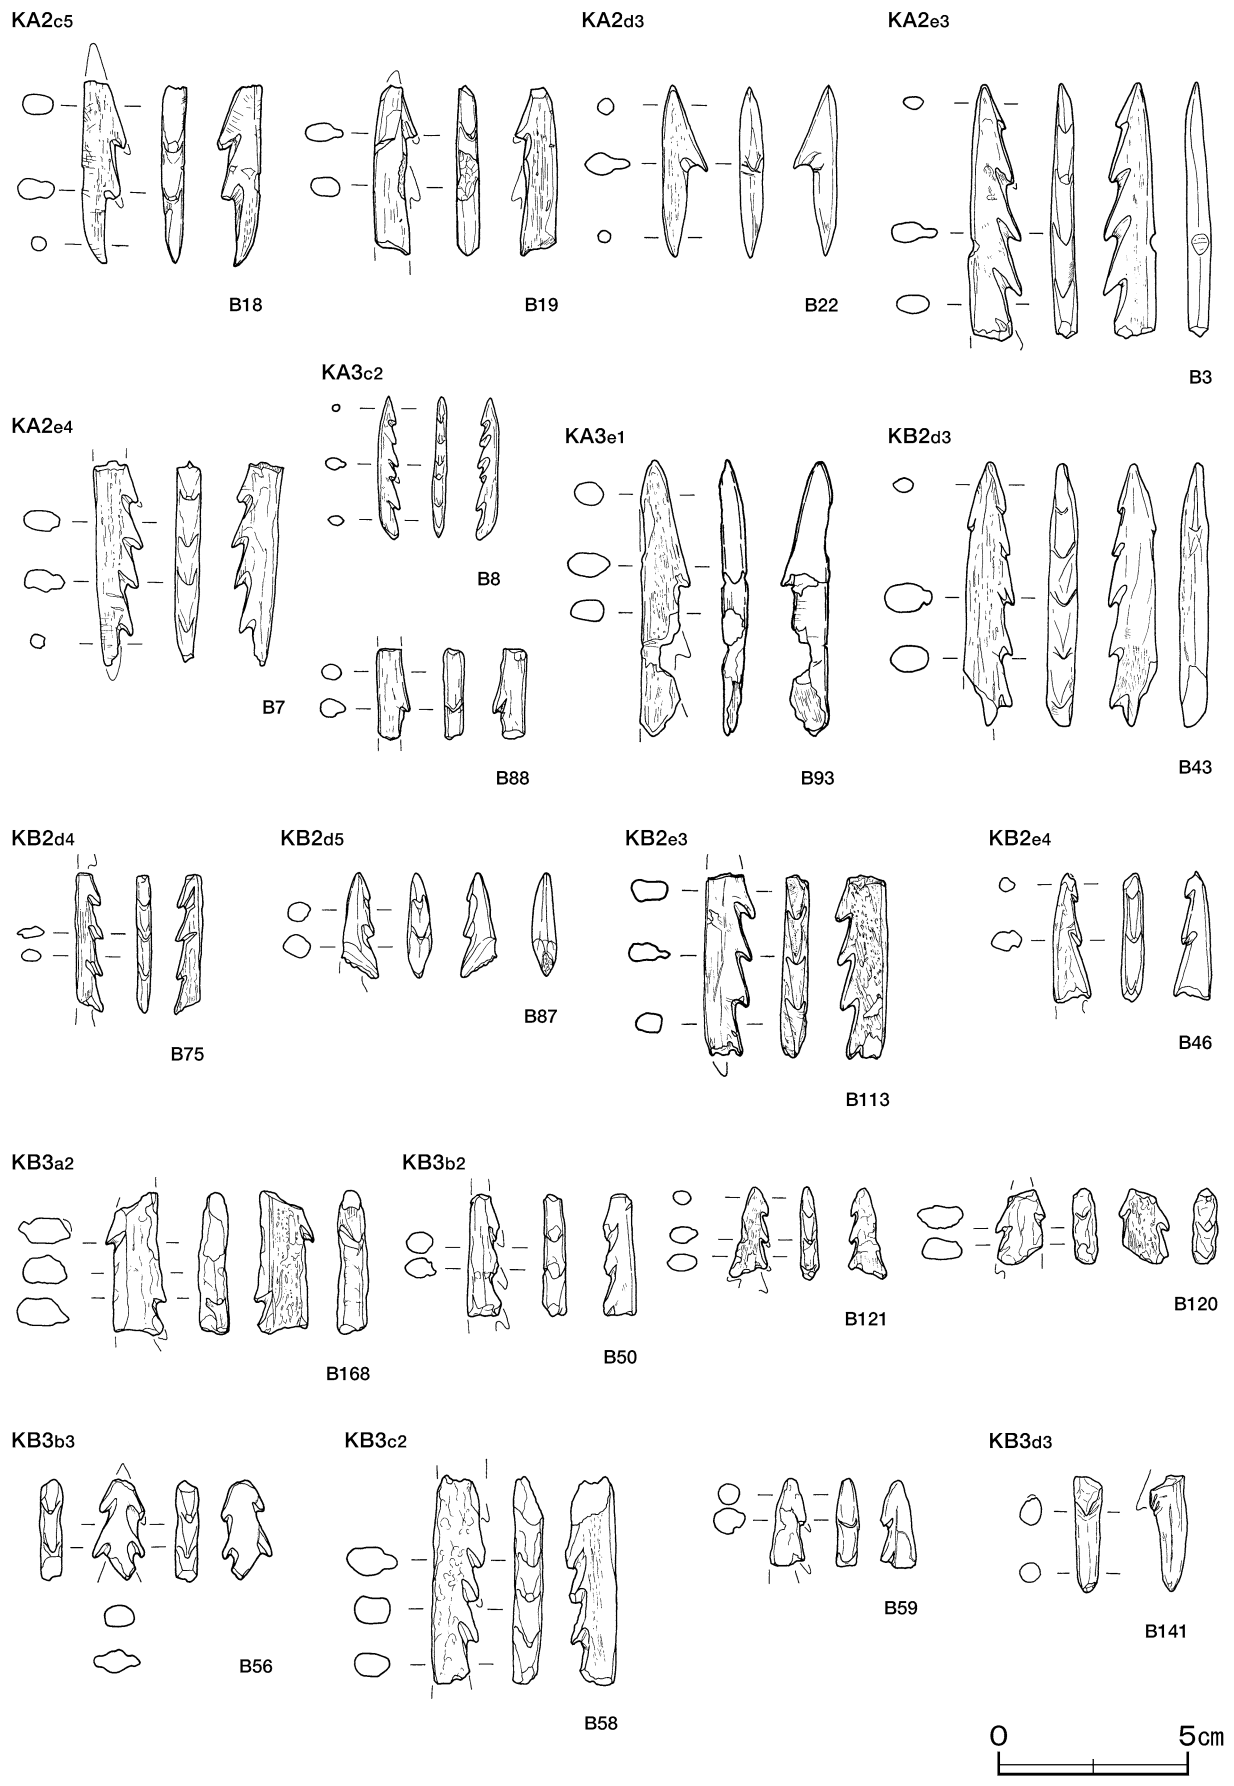 KA2c5
KA2d3
KA2e3
B18
B19
B22
B3
KA3c2
KA2e4
KA3e1
KB2d3
B8
B7
B88
B93
B43
KB2d4
KB2d5
KB2e3
KB2e4
B75
B87
B113
B46
KB3a2
KB3b2
B168
B50
B121
B120
KB3b3
KB3c2
KB3d3
B56
B58
B59
B141
0 5cm